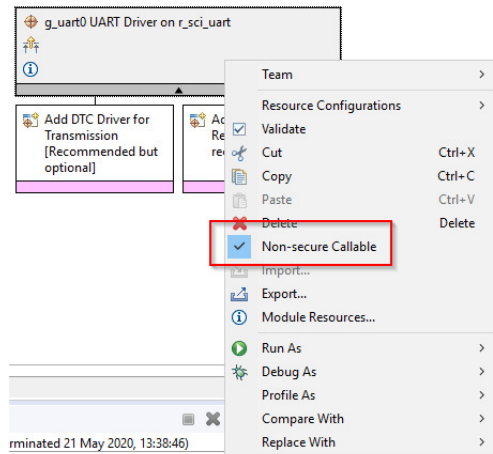 g_uart0 UART Driver on r_sci_uart
Add DTC Driver for
Transmission
[Recommended but
optional]
Team
Resource Configurations
Validate
Cut Ctrl+X
Copy Ctrl+C
Paste Ctrl+V
Delete Delete
Non-secure Callable
Import...
Export...
Module Resources...
Run As
Debug As
Profile As
Compare With
Replace With
rminated 21 May 2020, 13:38:46)